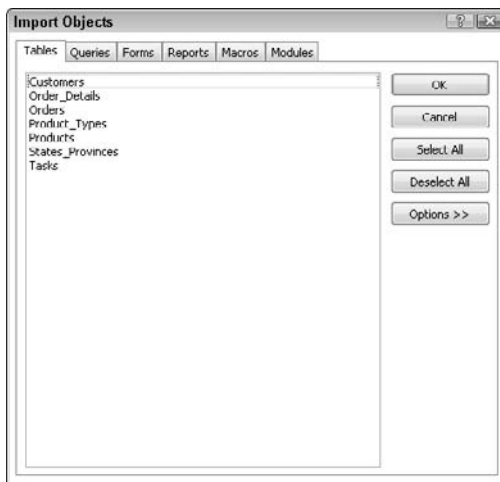 Import Objects
Tables Queries Forms Reports Macros Modules
Customers
Order_Details
Orders
Product_Types
Products
States_Provinces
Tasks
OK
Cancel
Select All
Deselect All
Options >>